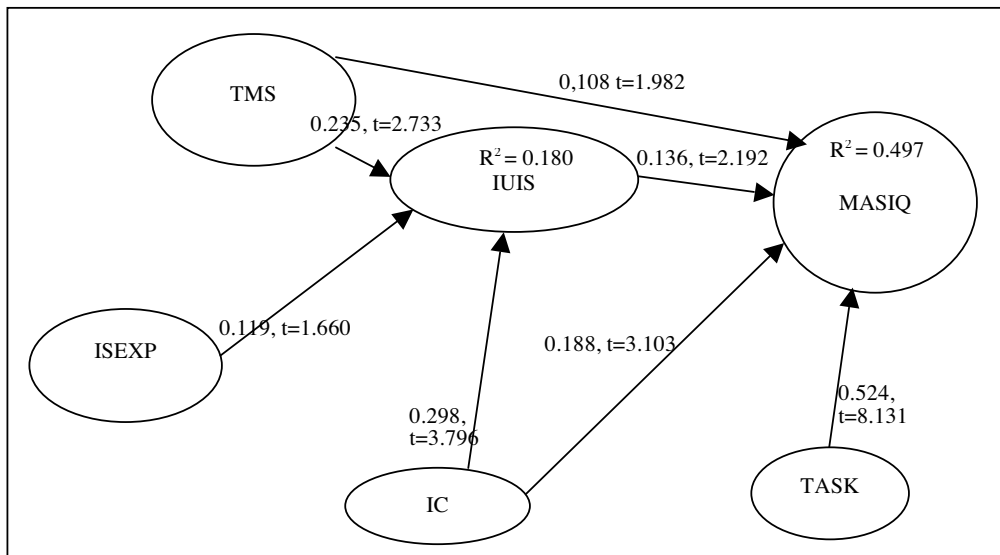 TMS
0,108 t=1.982
0.235, t=2.733
R² = 0.180
IUIS
0.136, t=2.192
R² = 0.497
MASIQ
ISEXP
0.119, t=1.660
0.188, t=3.103
0.298,
t=3.796
0.524,
t=8.131
IC
TASK